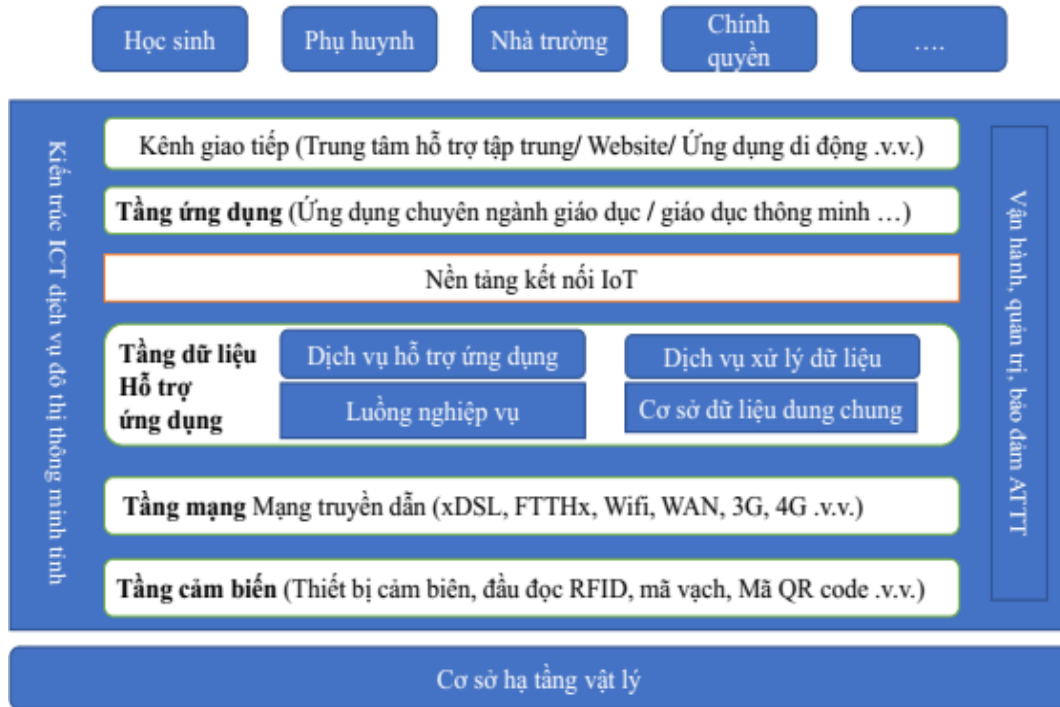 Học sinh
Phụ huynh
Nhà trường
Chính
quyền
....
Kiến trúc ICT dịch vụ đô thị thông minh tỉnh
Kênh giao tiếp (Trung tâm hỗ trợ tập trung/ Website/ Ứng dụng di động .v.v.)
Tầng ứng dụng (Ứng dụng chuyên ngành giáo dục / giáo dục thông minh ...)
Nền tảng kết nối IoT
Tầng dữ liệu
Hỗ trợ
ứng dụng
Dịch vụ hỗ trợ ứng dụng
Dịch vụ xử lý dữ liệu
Luồng nghiệp vụ
Cơ sở dữ liệu dung chung
Tầng mạng Mạng truyền dẫn (xDSL, FTTHx, Wifi, WAN, 3G, 4G .v.v.)
Tầng cảm biến (Thiết bị cảm biên, đầu đọc RFID, mã vạch, Mã QR code .v.v.)
Vận hành, quản trị, bảo đảm ATTT
Cơ sở hạ tầng vật lý